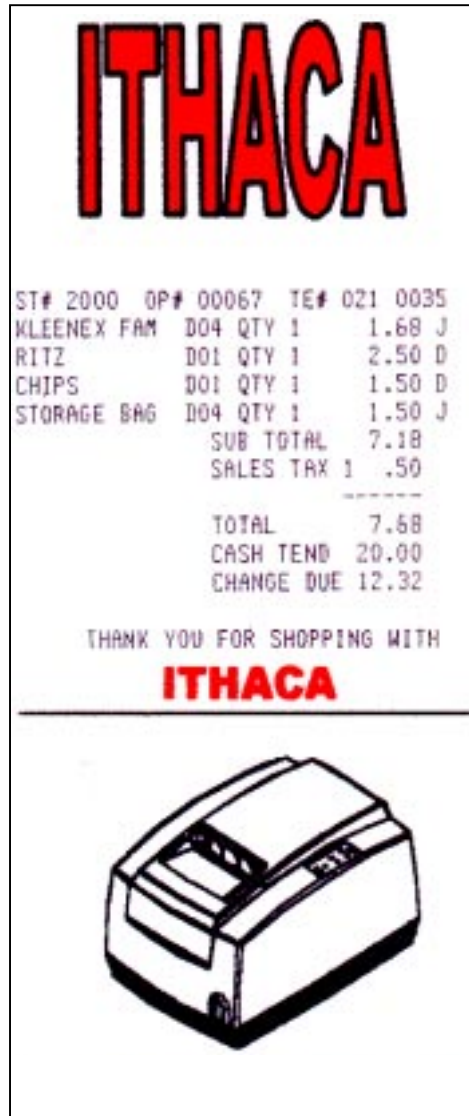 ITHACA
ST# 2000 OP# 00067 TE# 021 0035
KLEENEX FAM D04 QTY 1 1.68 J
RITZ D01 QTY 1 2.50 D
CHIPS D01 QTY 1 1.50 D
STORAGE BAG D04 QTY 1 1.50 J
SUB TOTAL 7.18
SALES TAX 1 .50
------
TOTAL 7.68
CASH TEND 20.00
CHANGE DUE 12.32
THANK YOU FOR SHOPPING WITH
ITHACA